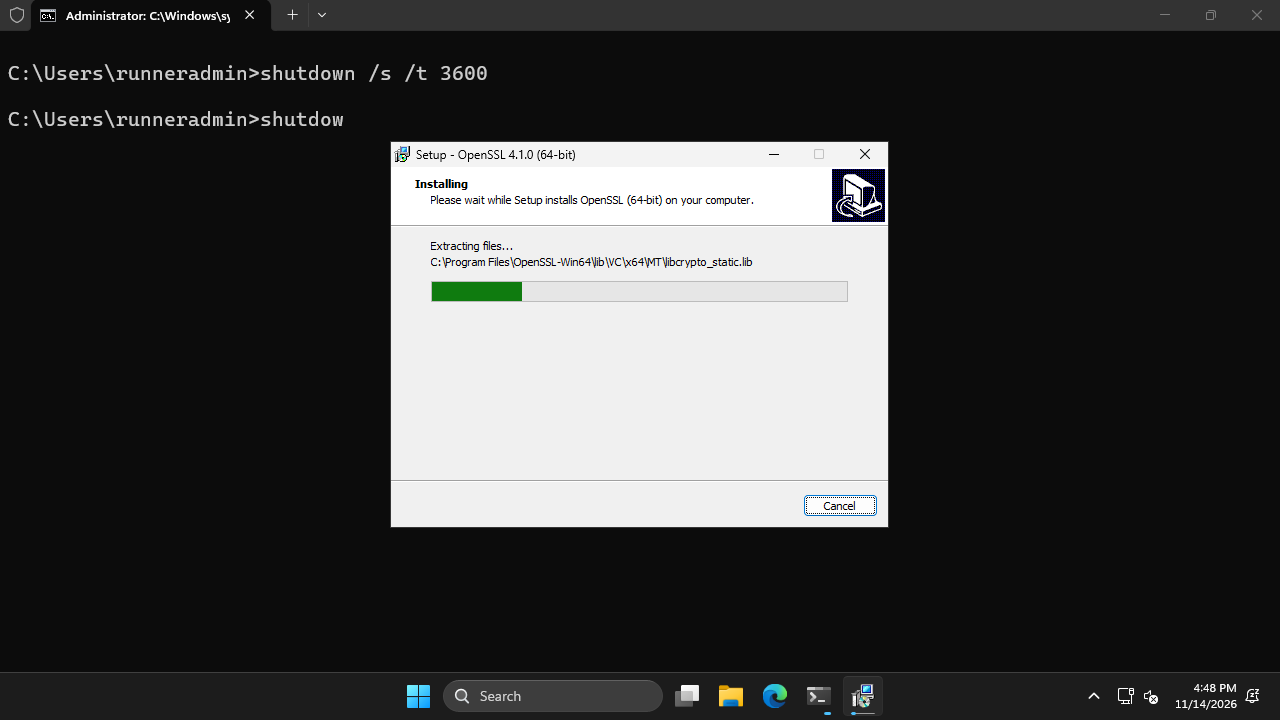 Administrator: C:\Windows\sy
C:\Users\runneradmin>shutdown /s /t 3600
C:\Users\runneradmin>shutdow
Setup - OpenSSL 4.1.0 (64-bit)
Installing
Please wait while Setup installs OpenSSL (64-bit) on your computer.
Extracting files...
C:\Program Files\OpenSSL-Win64\lib\VC\x64\MT\libcrypto_static.lib
Cancel
Search
4:48 PM
11/14/2026